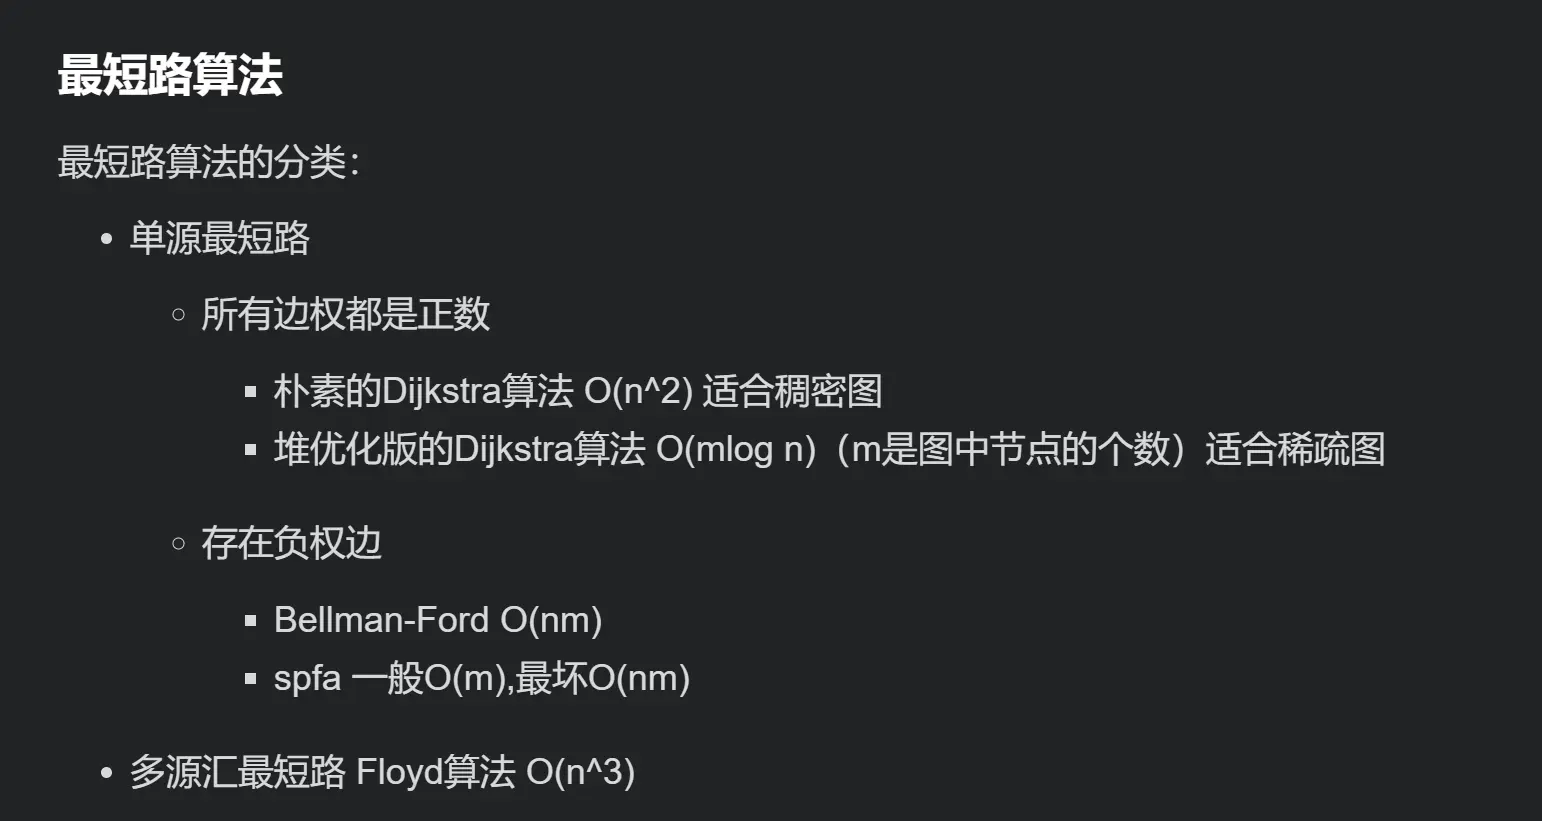 最短路算法
最短路算法的分类：
单源最短路
所有边权都是正数
朴素的Dijkstra算法 O(n^2) 适合稠密图
堆优化版的Dijkstra算法 O(mlog n)（m是图中节点的个数）适合稀疏图
存在负权边
Bellman-Ford O(nm)
spfa 一般O(m),最坏O(nm)
多源汇最短路 Floyd算法 O(n^3)